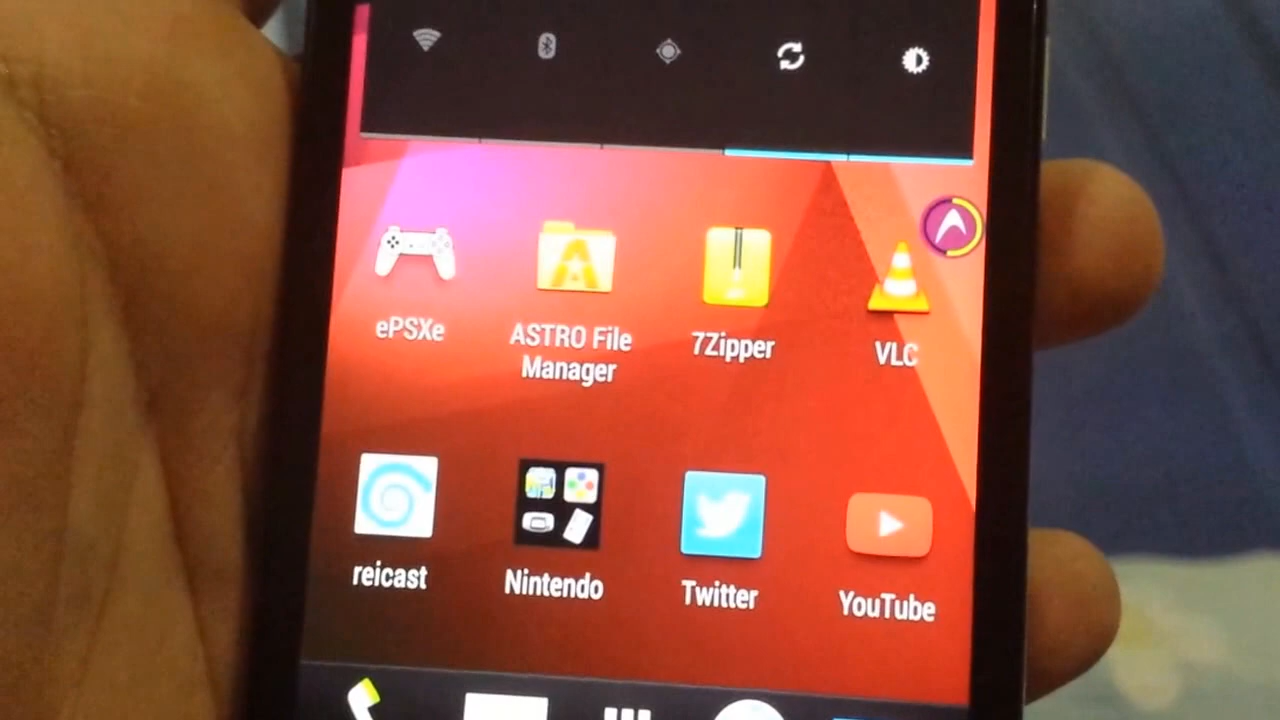 ePSXe
ASTRO File
Manager
7Zipper
VLC
reicast
Nintendo
Twitter
YouTube